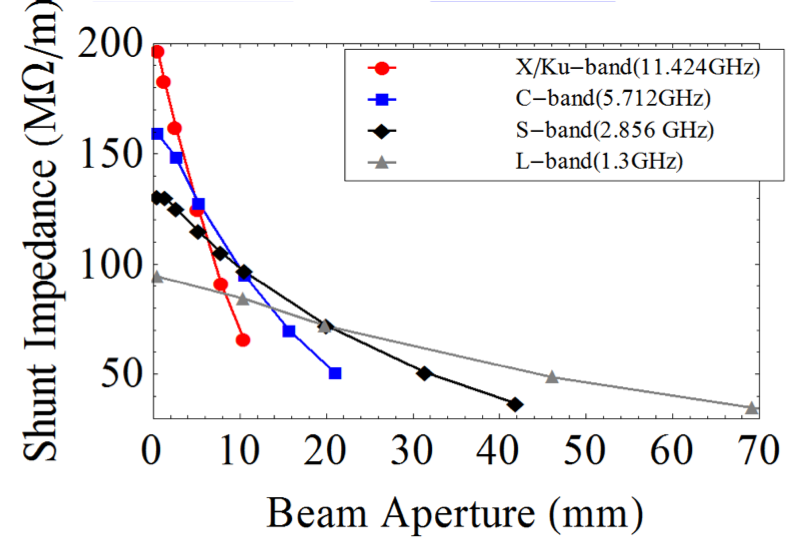 Shunt Impedance (MΩ/m)
200
150
100
50
X/Ku−band(11.424GHz)
C−band(5.712GHz)
S−band(2.856 GHz)
L−band(1.3GHz)
0 10 20 30 40 50 60 70
Beam Aperture (mm)